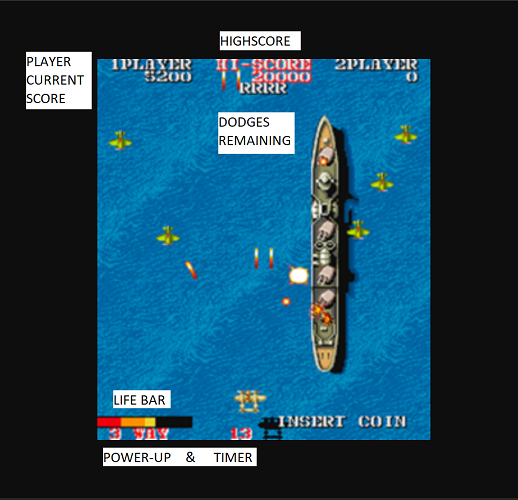 HIGHSCORE
PLAYER
CURRENT
SCORE
1PLAYER HI-SCORE 2PLAYER
5200 20000 0
RRRR
DODGES
REMAINING
LIFE BAR
INSERT COIN
3 WAY 13
POWER-UP & TIMER